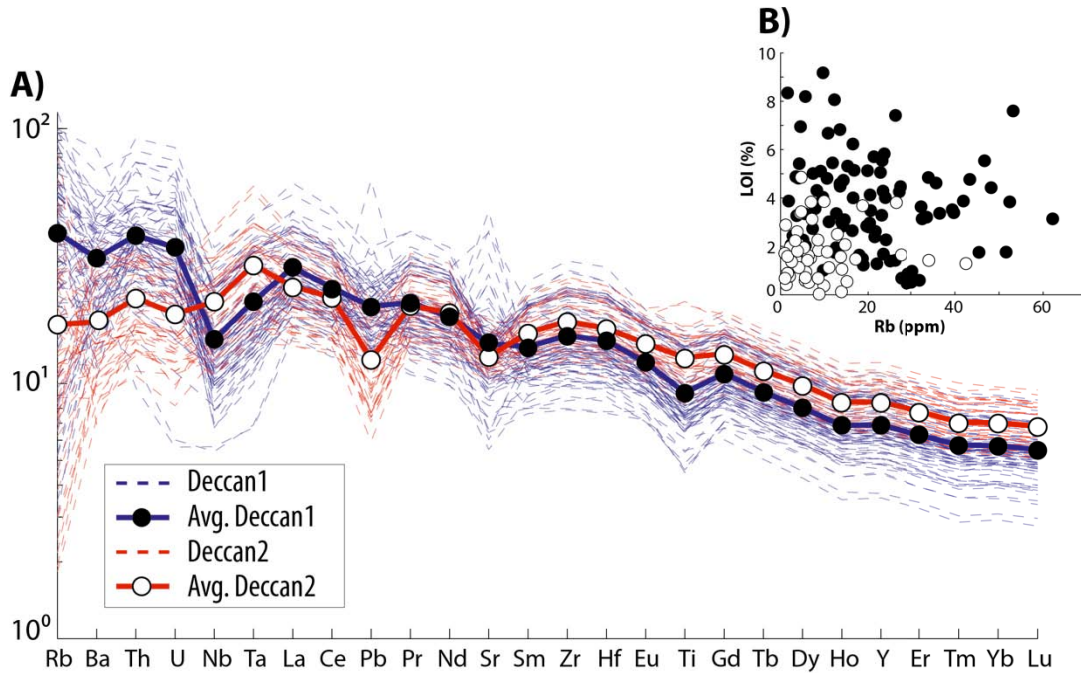 A)
10²
10¹
10⁰
Deccan1
Avg. Deccan1
Deccan2
Avg. Deccan2
Rb Ba Th U Nb Ta La Ce Pb Pr Nd Sr Sm Zr Hf Eu Ti Gd Tb Dy Ho Y Er Tm Yb Lu
B)
10
8
6
4
2
0
LOI (%)
0 20 40 60
Rb (ppm)